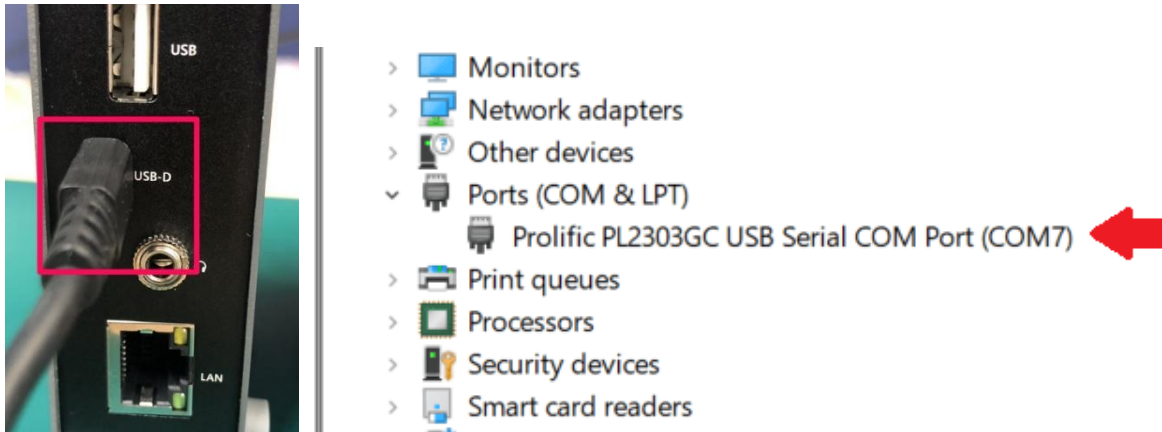 USB
USB-D
LAN
Monitors
Network adapters
Other devices
Ports (COM & LPT)
Prolific PL2303GC USB Serial COM Port (COM7)
Print queues
Processors
Security devices
Smart card readers